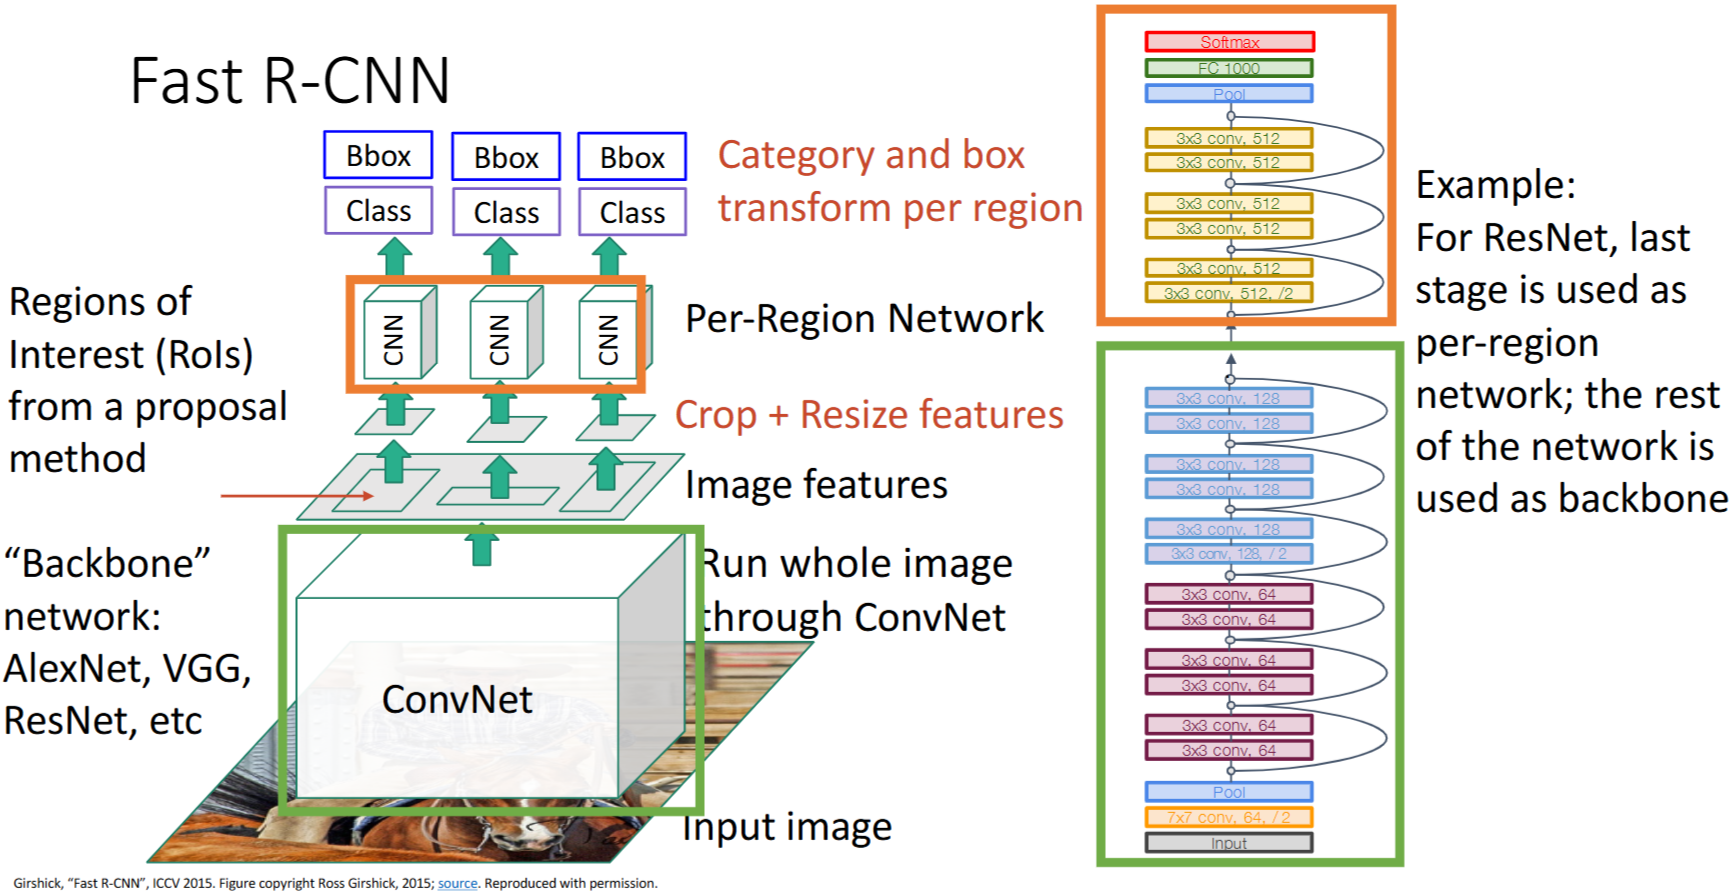 Fast R-CNN
Bbox
Bbox
Bbox
Class
Class
Class
Category and box
transform per region
CNN
CNN
CNN
Per-Region Network
Regions of
Interest (RoIs)
from a proposal
method
Crop + Resize features
Image features
"Backbone"
network:
AlexNet, VGG,
ResNet, etc
ConvNet
Run whole image
through ConvNet
Input image
Softmax
FC 1000
Pool
3x3 conv, 512
3x3 conv, 512
3x3 conv, 512
3x3 conv, 512
3x3 conv, 512
3x3 conv, 512, /2
3x3 conv, 128
3x3 conv, 128
3x3 conv, 128
3x3 conv, 128
3x3 conv, 128
3x3 conv, 128, / 2
3x3 conv, 64
3x3 conv, 64
3x3 conv, 64
3x3 conv, 64
3x3 conv, 64
3x3 conv, 64
Pool
7x7 conv, 64, / 2
Input
Example:
For ResNet, last
stage is used as
per-region
network; the rest
of the network is
used as backbone
Girshick, "Fast R-CNN", ICCV 2015. Figure copyright Ross Girshick, 2015; source. Reproduced with permission.